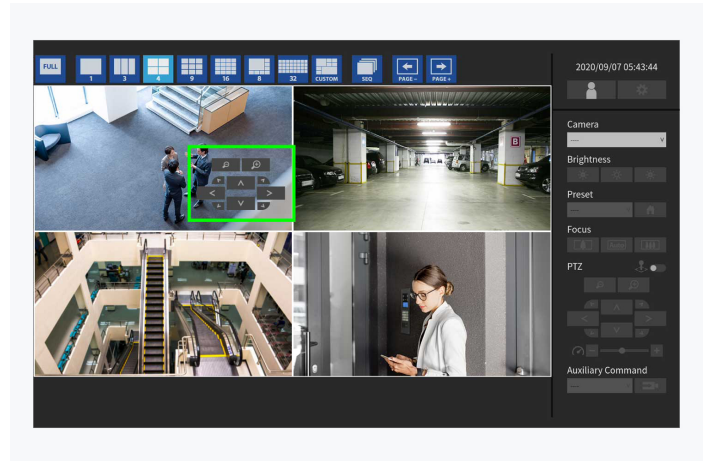 FULL
1
3
4
9
16
8
32
CUSTOM
SEQ
PAGE -
PAGE +
2020/09/07 05:43:44
B
Camera
----
Brightness
Preset
----
Focus
PTZ
Auxiliary Command
----